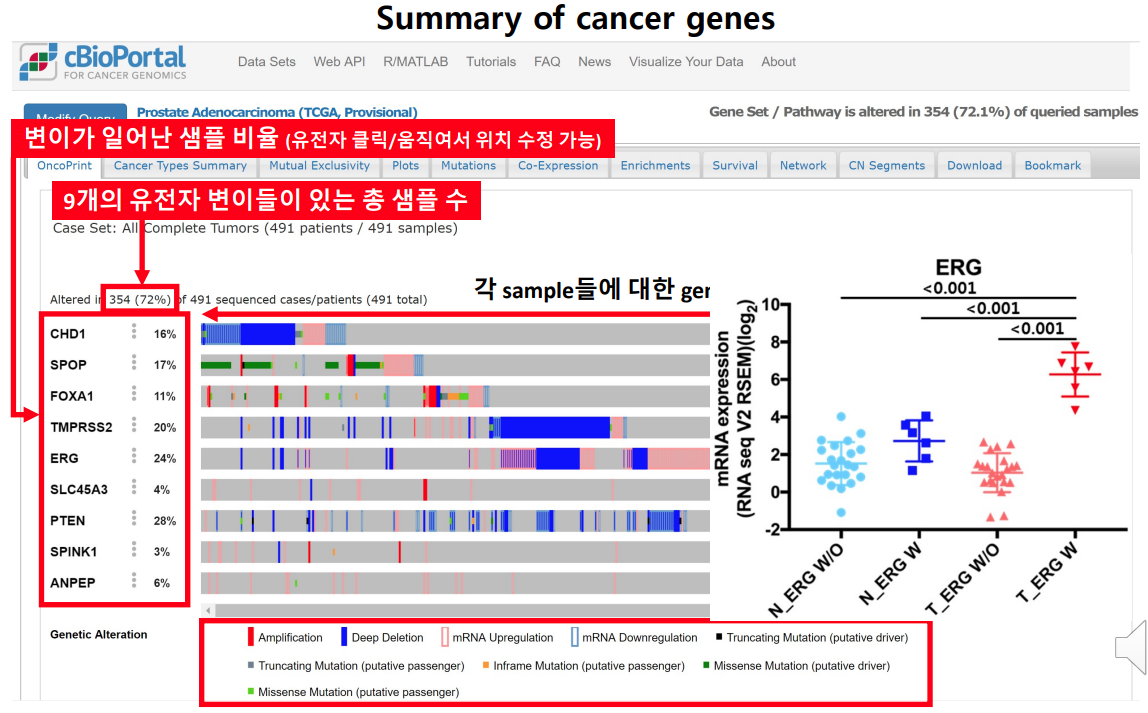 Summary of cancer genes
cBioPortal
FOR CANCER GENOMICS
Data Sets Web API R/MATLAB Tutorials FAQ News Visualize Your Data About
Modify Query
Prostate Adenocarcinoma (TCGA, Provisional)
Gene Set / Pathway is altered in 354 (72.1%) of queried samples
변이가 일어난 샘플 비율 (유전자 클릭/움직여서 위치 수정 가능)
OncoPrint Cancer Types Summary Mutual Exclusivity Plots Mutations Co-Expression Enrichments Survival Network CN Segments Download Bookmark
9개의 유전자 변이들이 있는 총 샘플 수
Case Set: All Complete Tumors (491 patients / 491 samples)
Altered in 354 (72%) of 491 sequenced cases/patients (491 total)
각 sample들에 대한 ger
CHD1 16%
SPOP 17%
FOXA1 11%
TMPRSS2 20%
ERG 24%
SLC45A3 4%
PTEN 28%
SPINK1 3%
ANPEP 6%
ERG
<.001
<.001
<.001
mRNA expression
(RNA seq V2 RSEM)(log2)
10
8
6
4
2
0
-2
N_ERG W/O
N_ERG W
T_ERG W/O
T_ERG W
Genetic Alteration
Amplification Deep Deletion mRNA Upregulation mRNA Downregulation Truncating Mutation (putative driver)
Truncating Mutation (putative passenger) Inframe Mutation (putative passenger) Missense Mutation (putative driver)
Missense Mutation (putative passenger)